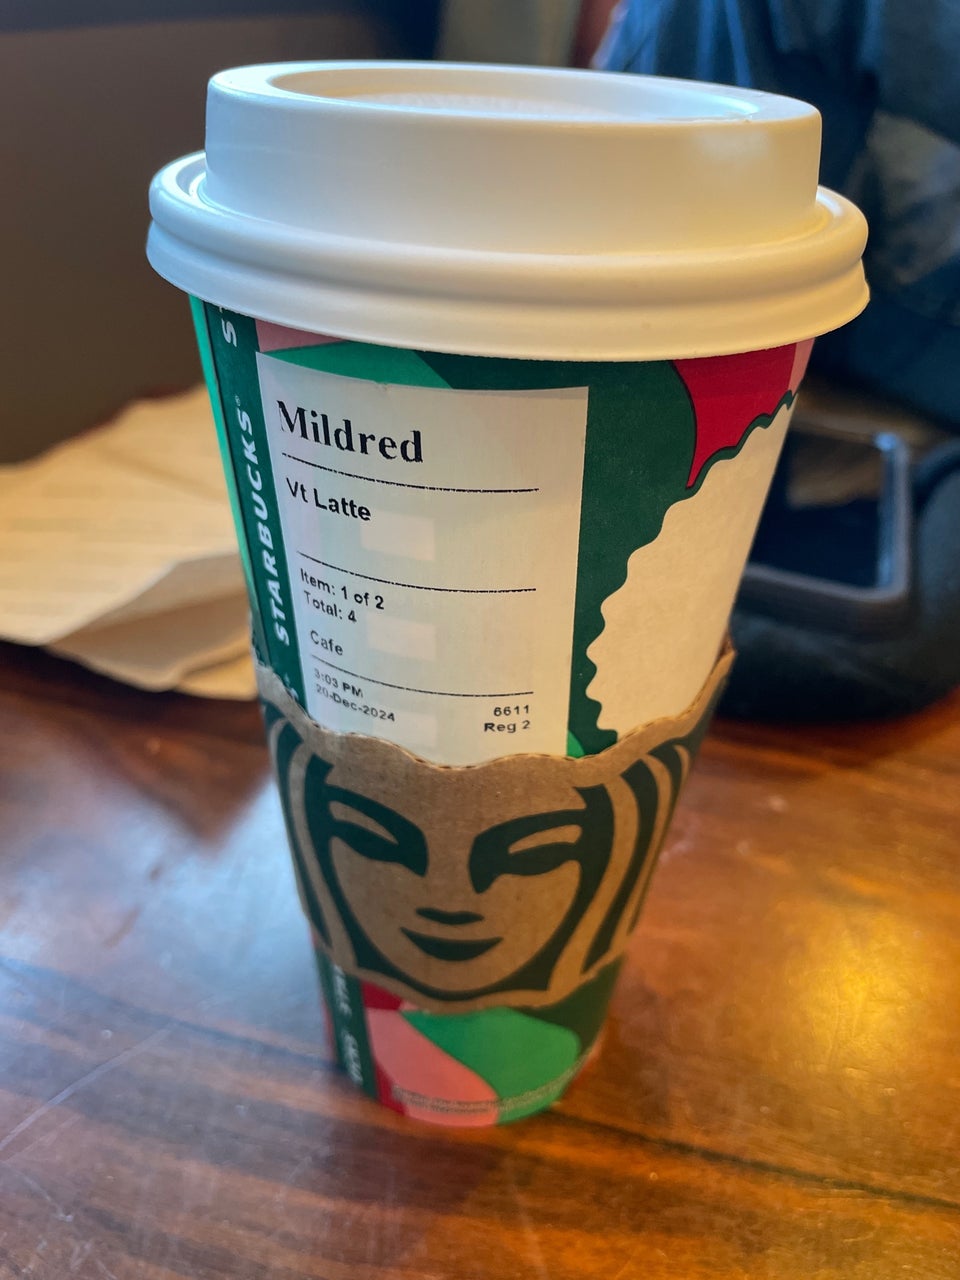 STARBUCKS®
Mildred
Vt Latte
Item: 1 of 2
Total: 4
Cafe
3:03 PM
20-Dec-2024
6611
Reg 2